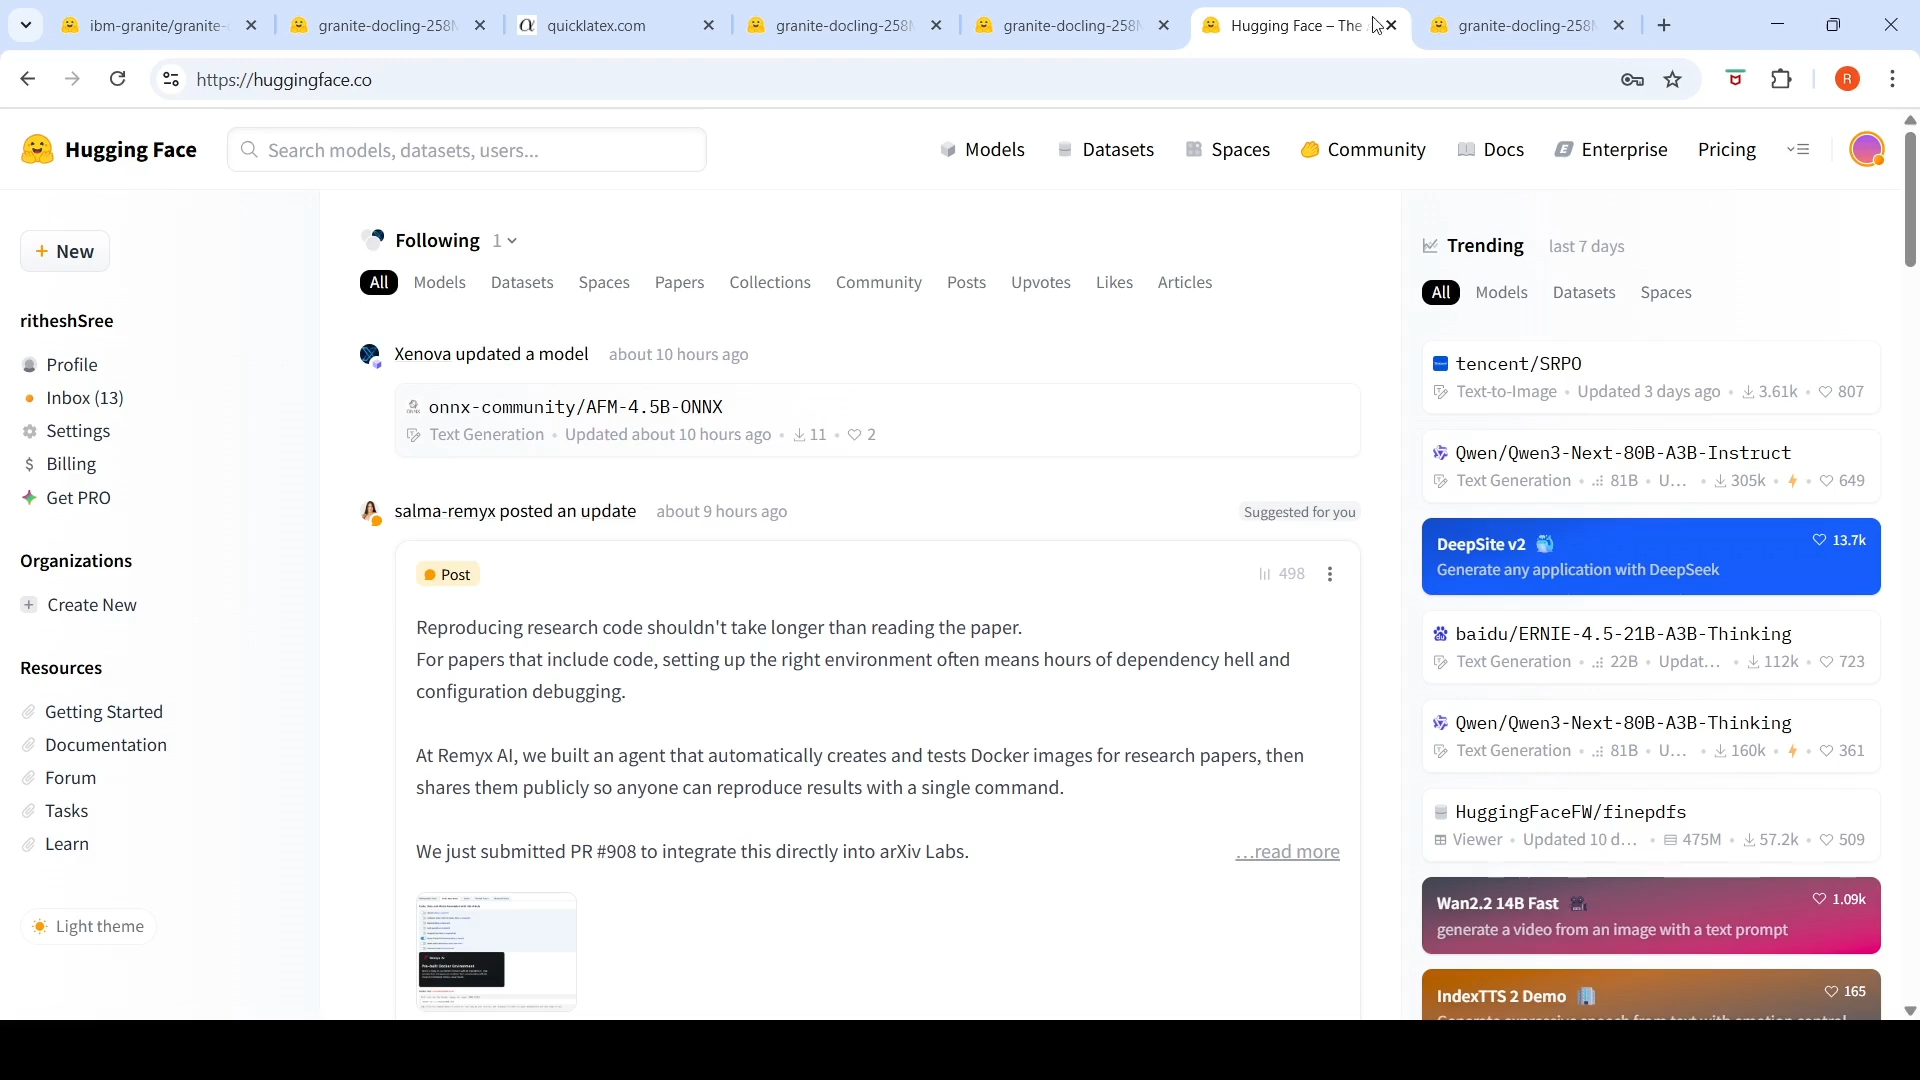 ibm-granite/granite-
granite-docling-258M
quicklatex.com
granite-docling-258M
granite-docling-258M
Hugging Face – The
granite-docling-258M
https://huggingface.co
R
Hugging Face
Search models, datasets, users...
Models
Datasets
Spaces
Community
Docs
Enterprise
Pricing
+ New
ritheshSree
Profile
Inbox (13)
Settings
$ Billing
Get PRO
Organizations
+ Create New
Resources
Getting Started
Documentation
Forum
Tasks
Learn
Light theme
Following 1
All Models Datasets Spaces Papers Collections Community Posts Upvotes Likes Articles
Xenova updated a model about 10 hours ago
onnx-community/AFM-4.5B-ONNX
Text Generation • Updated about 10 hours ago • 11 • 2
salma-remyx posted an update about 9 hours ago
Suggested for you
Post
498
Reproducing research code shouldn't take longer than reading the paper.
For papers that include code, setting up the right environment often means hours of dependency hell and
configuration debugging.
At Remyx AI, we built an agent that automatically creates and tests Docker images for research papers, then
shares them publicly so anyone can reproduce results with a single command.
We just submitted PR #908 to integrate this directly into arXiv Labs.
...read more
Trending last 7 days
All Models Datasets Spaces
tencent/SRPO
Text-to-Image • Updated 3 days ago • 3.61k • 807
Qwen/Qwen3-Next-80B-A3B-Instruct
Text Generation • 81B • U... • 305k • 649
DeepSite v2
13.7k
Generate any application with DeepSeek
baidu/ERNIE-4.5-21B-A3B-Thinking
Text Generation • 22B • Updat... • 112k • 723
Qwen/Qwen3-Next-80B-A3B-Thinking
Text Generation • 81B • U... • 160k • 361
HuggingFaceFW/finepdfs
Viewer • Updated 10 d... • 475M • 57.2k • 509
Wan2.2 14B Fast
1.09k
generate a video from an image with a text prompt
IndexTTS 2 Demo
165